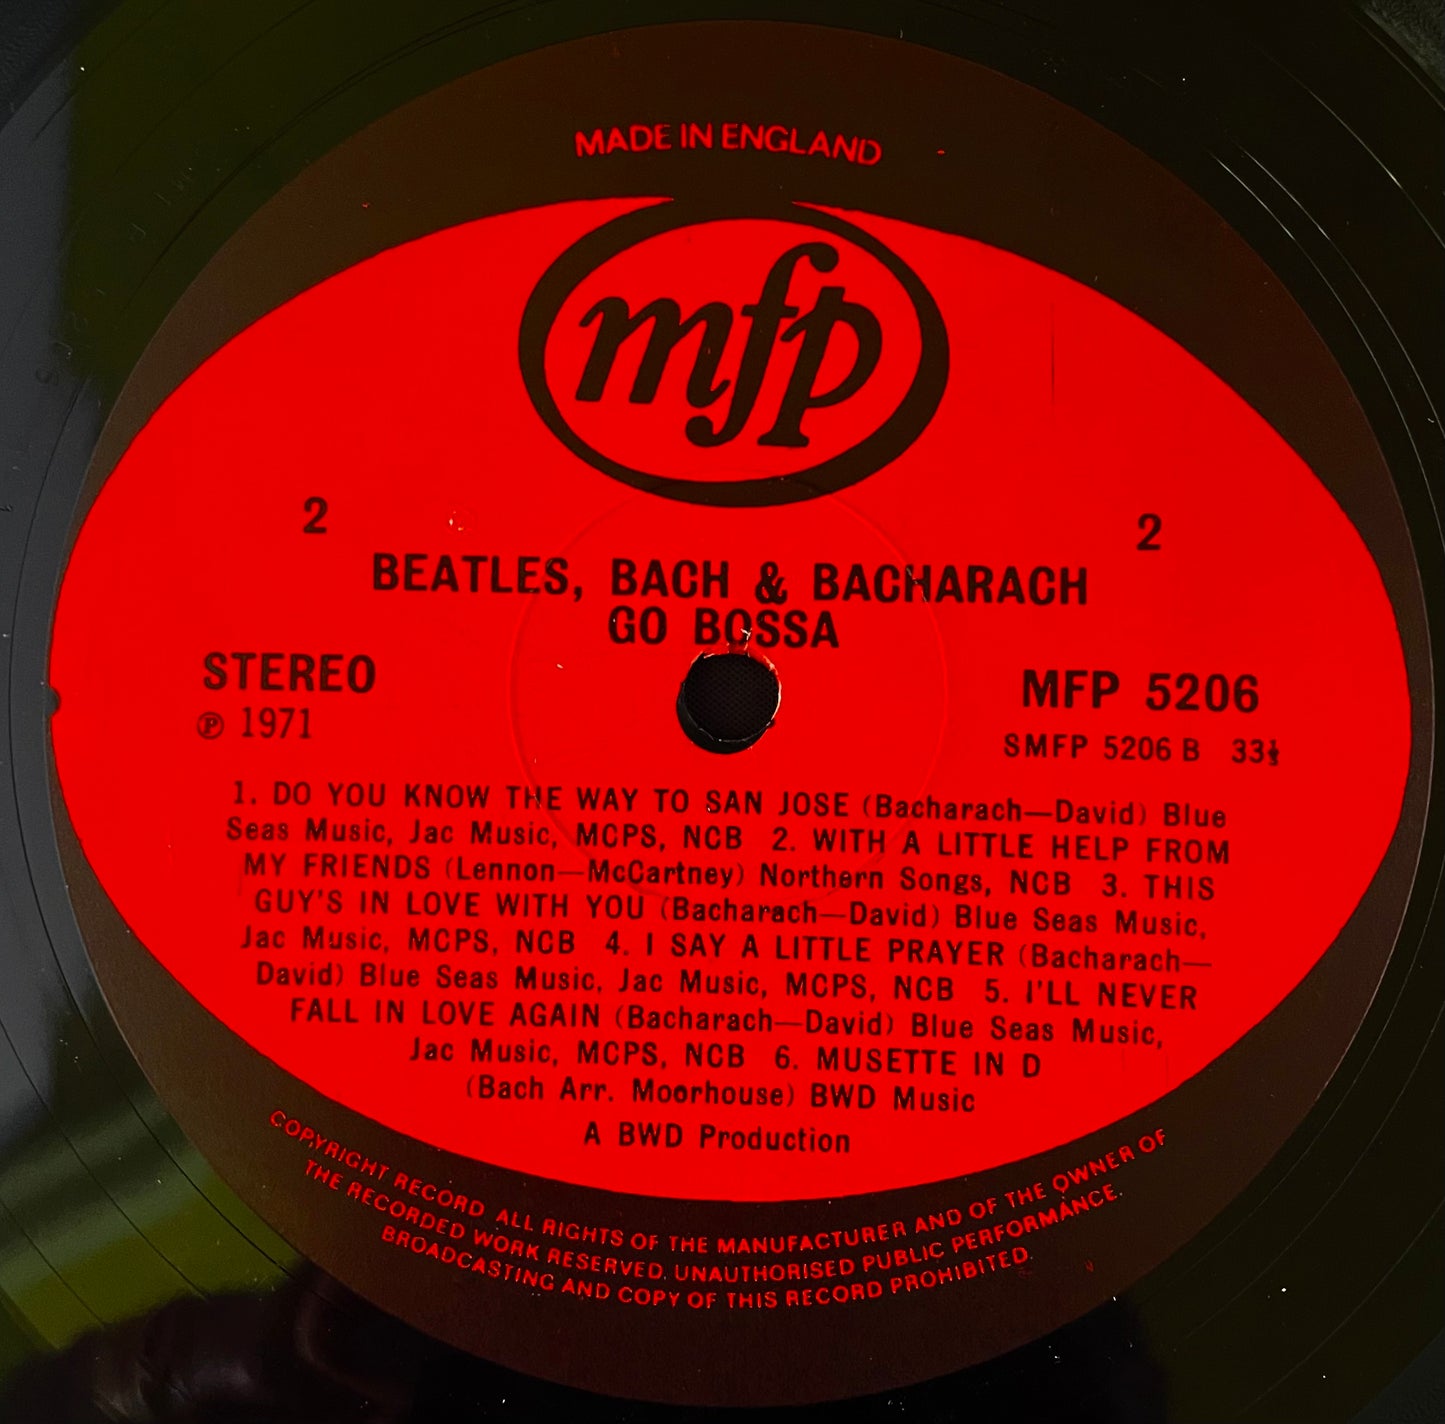 MADE IN ENGLAND
mfp
2 2
BEATLES, BACH & BACHARACH
GO BOSSA
STEREO MFP 5206
℗ 1971 SMFP 5206 B 33⅓
1. DO YOU KNOW THE WAY TO SAN JOSE (Bacharach—David) Blue
Seas Music, Jac Music, MCPS, NCB 2. WITH A LITTLE HELP FROM
MY FRIENDS (Lennon—McCartney) Northern Songs, NCB 3. THIS
GUY'S IN LOVE WITH YOU (Bacharach—David) Blue Seas Music,
Jac Music, MCPS, NCB 4. I SAY A LITTLE PRAYER (Bacharach—
David) Blue Seas Music, Jac Music, MCPS, NCB 5. I'LL NEVER
FALL IN LOVE AGAIN (Bacharach—David) Blue Seas Music,
Jac Music, MCPS, NCB 6. MUSETTE IN D
(Bach Arr. Moorhouse) BWD Music
A BWD Production
COPYRIGHT RECORD ALL RIGHTS OF THE MANUFACTURER AND OF THE OWNER OF
THE RECORDED WORK RESERVED. UNAUTHORISED PUBLIC PERFORMANCE.
BROADCASTING AND COPY OF THIS RECORD PROHIBITED.